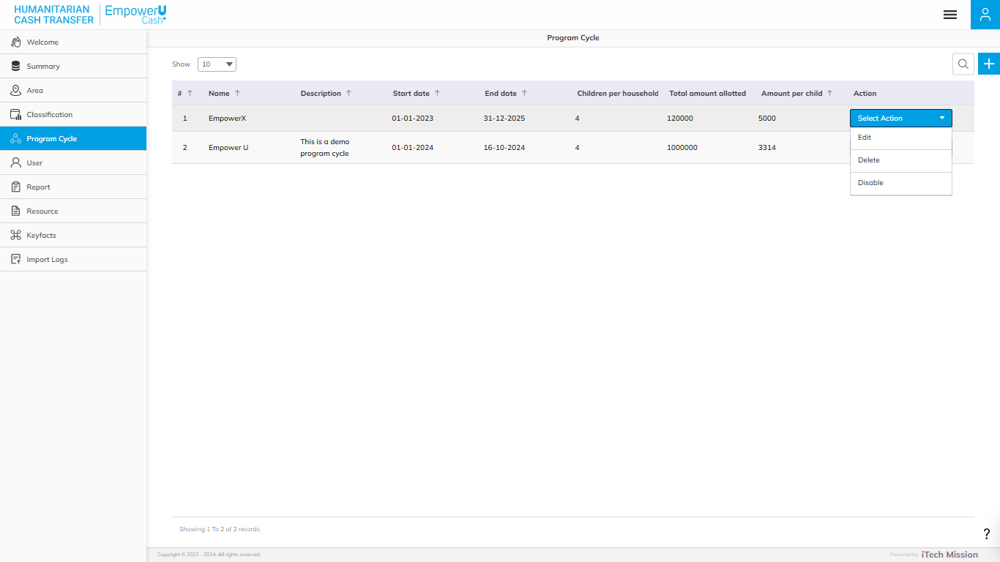 HUMANITARIAN
CASH TRANSFER
EmpowerU
Cash+
Program Cycle
Welcome
Summary
Area
Classification
Program Cycle
User
Report
Resource
Keyfacts
Import Logs
Show 10
# Name Description Start date End date Children per household Total amount allotted Amount per child Action
1 EmpowerX 01-01-2023 31-12-2025 4 120000 5000 Select Action
2 Empower U This is a demo program cycle 01-01-2024 16-10-2024 4 1000000 3314
Edit
Delete
Disable
Showing 1 To 2 of 2 records
?
Copyright © 2022 - 2024. All rights reserved.
Powered by iTech Mission